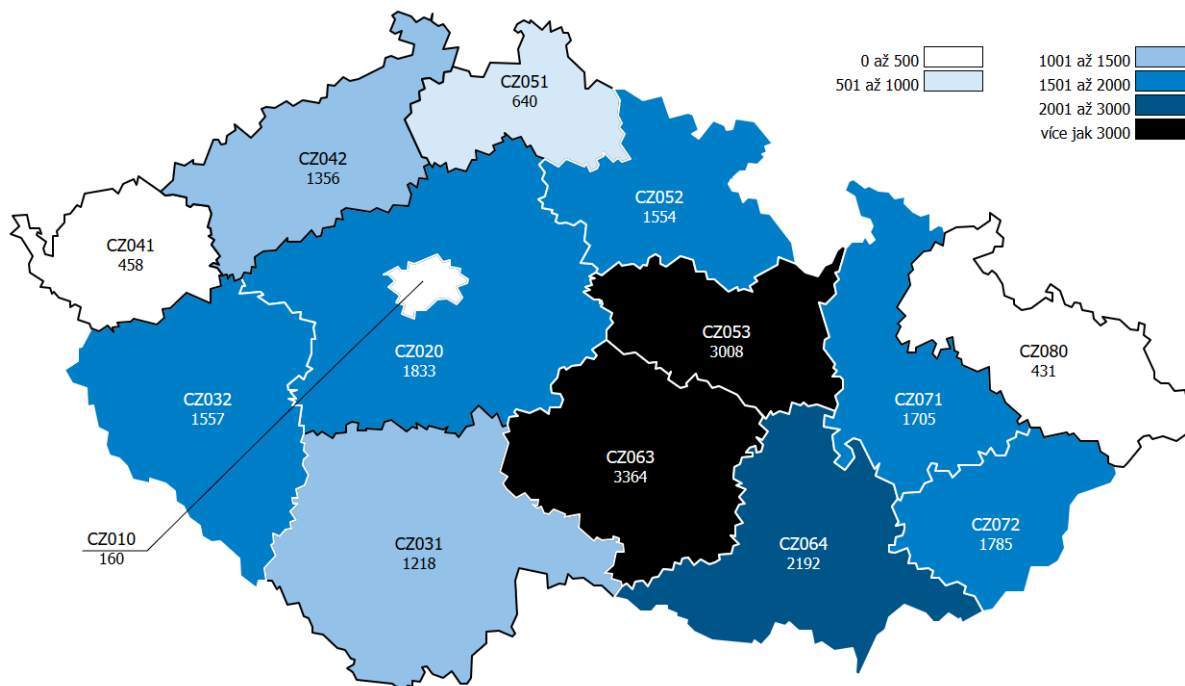 0 až 500
501 až 1000
1001 až 1500
1501 až 2000
2001 až 3000
více jak 3000
CZ051
640
CZ042
1356
CZ052
1554
CZ041
458
CZ053
3008
CZ020
1833
CZ080
431
CZ032
1557
CZ071
1705
CZ063
3364
CZ010
160
CZ031
1218
CZ064
2192
CZ072
1785